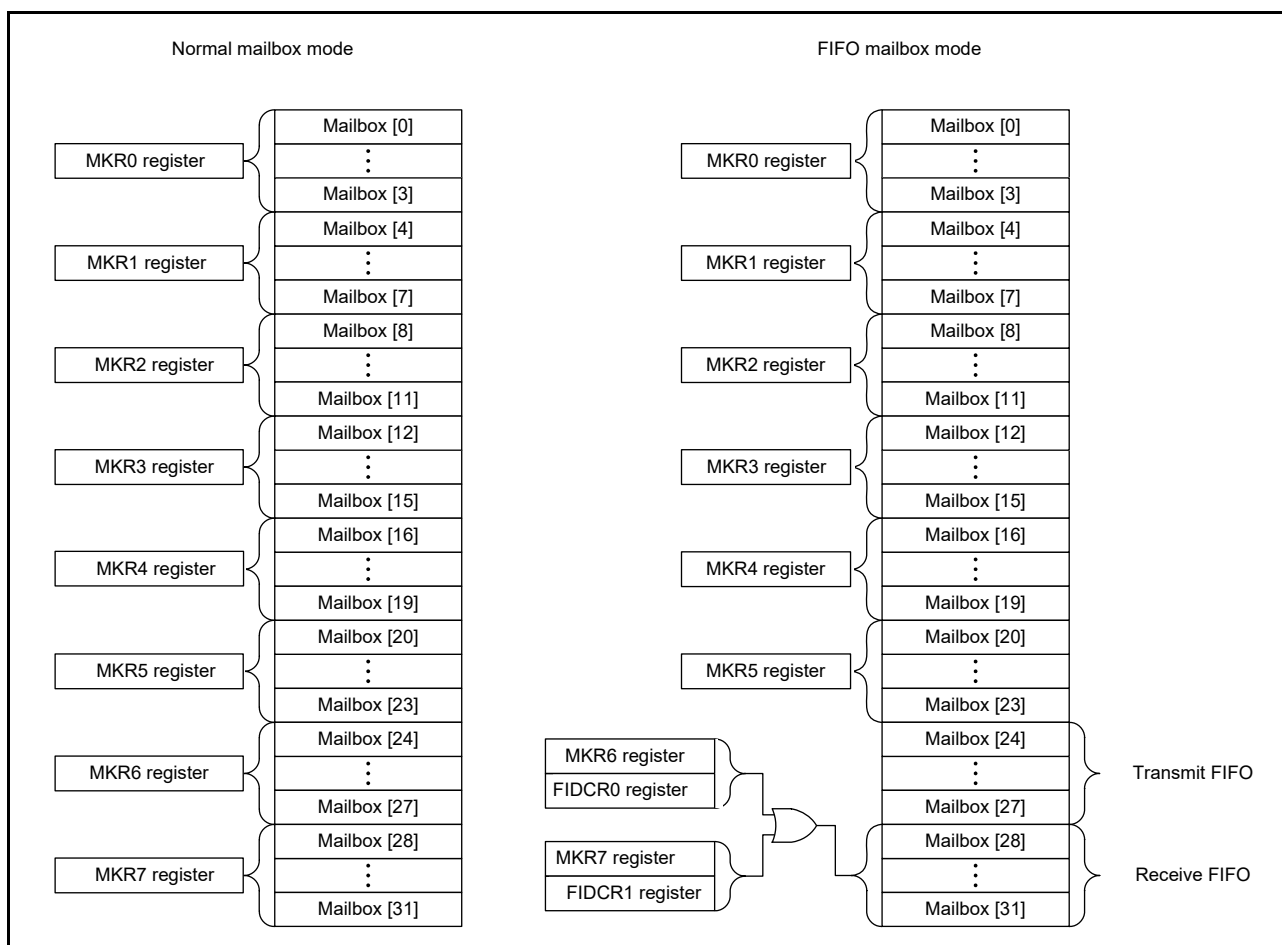 Normal mailbox mode
MKR0 register
Mailbox [0]
Mailbox [3]
MKR1 register
Mailbox [4]
Mailbox [7]
MKR2 register
Mailbox [8]
Mailbox [11]
MKR3 register
Mailbox [12]
Mailbox [15]
MKR4 register
Mailbox [16]
Mailbox [19]
MKR5 register
Mailbox [20]
Mailbox [23]
MKR6 register
Mailbox [24]
Mailbox [27]
MKR7 register
Mailbox [28]
Mailbox [31]
FIFO mailbox mode
MKR0 register
Mailbox [0]
Mailbox [3]
MKR1 register
Mailbox [4]
Mailbox [7]
MKR2 register
Mailbox [8]
Mailbox [11]
MKR3 register
Mailbox [12]
Mailbox [15]
MKR4 register
Mailbox [16]
Mailbox [19]
MKR5 register
Mailbox [20]
Mailbox [23]
MKR6 register
FIDCR0 register
Mailbox [24]
Mailbox [27]
Transmit FIFO
MKR7 register
FIDCR1 register
Mailbox [28]
Mailbox [31]
Receive FIFO